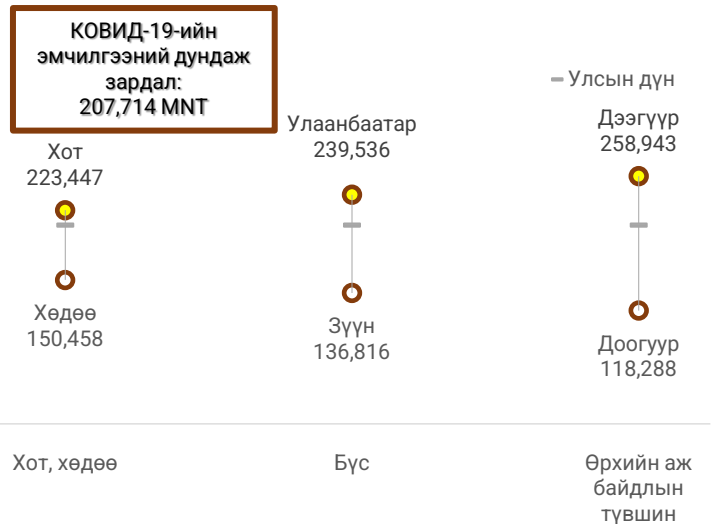 КОВИД-19-ийн
эмчилгээний дундаж
зардал:
207,714 MNT
Улсын дүн
Хот
223,447
Хөдөө
150,458
Улаанбаатар
239,536
Зүүн
136,816
Дээгүүр
258,943
Доогуур
118,288
Хот, хөдөө
Бүс
Өрхийн аж
байдлын
түвшин